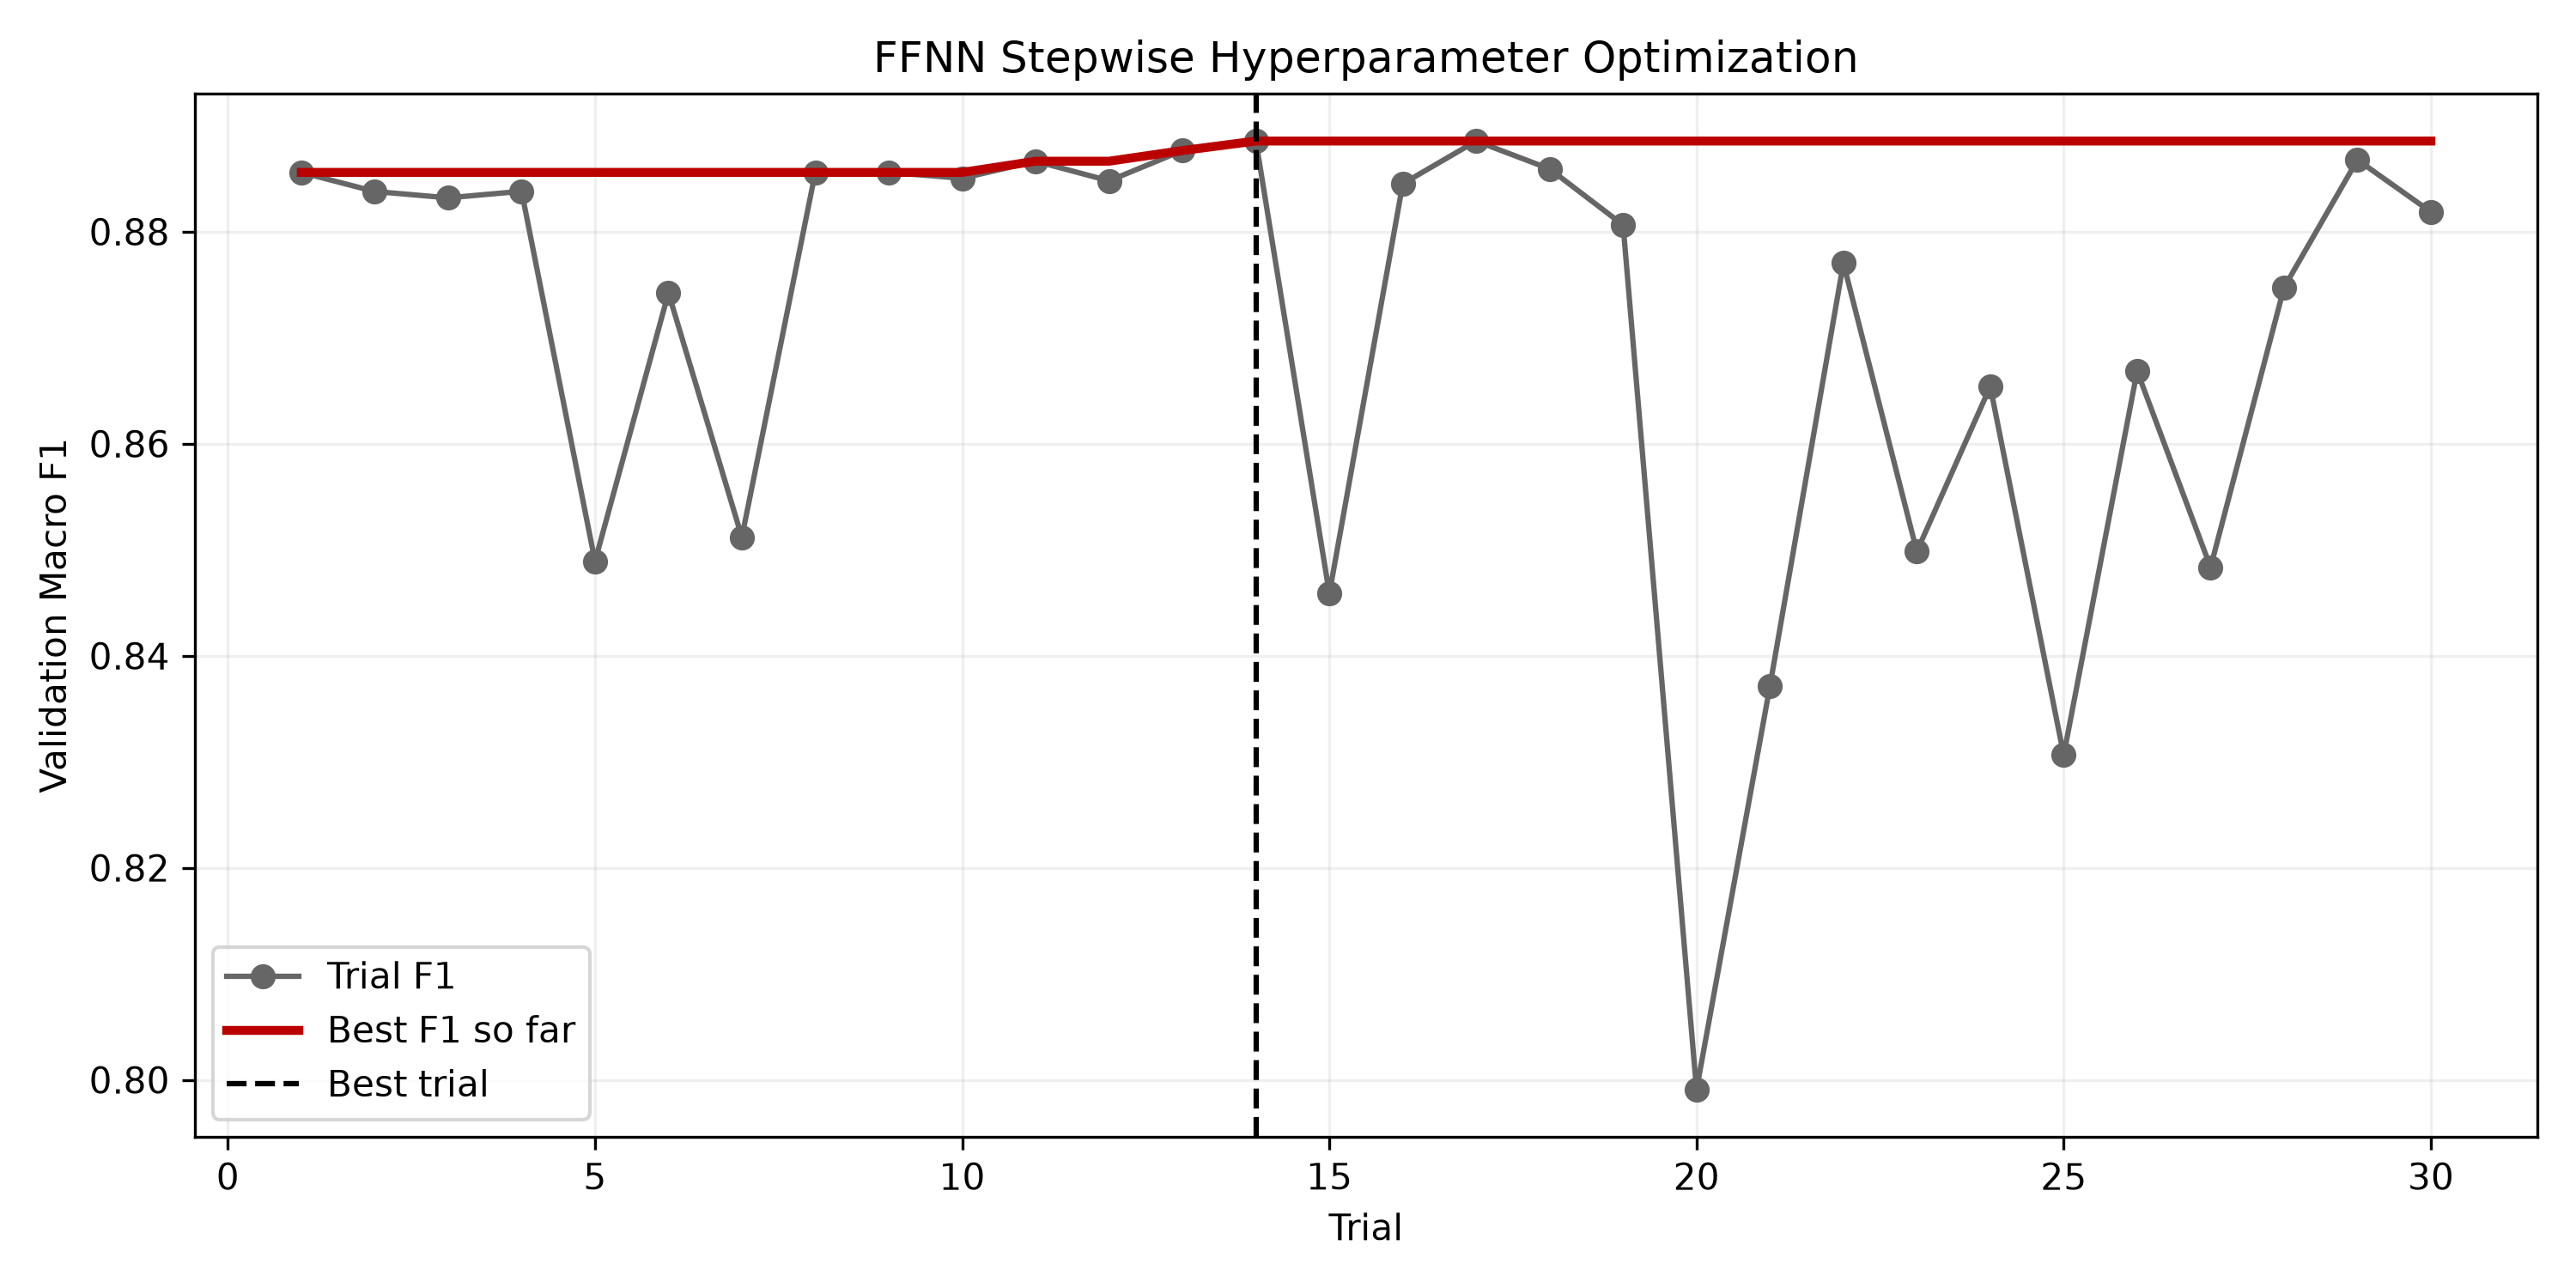 FFNN Stepwise Hyperparameter Optimization
Validation Macro F1
0.88
0.86
0.84
0.82
0.80
Trial F1
Best F1 so far
Best trial
0 5 10 15 20 25 30
Trial